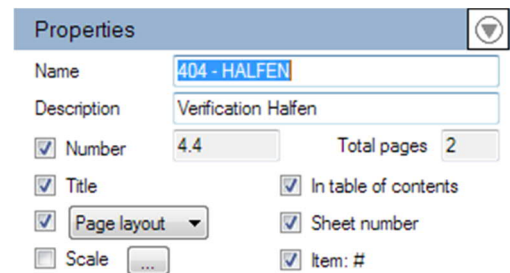 Properties
Name 404 - HALFEN
Description Verification Halfen
Number 4.4 Total pages 2
Title In table of contents
Page layout Sheet number
Scale ... Item: #